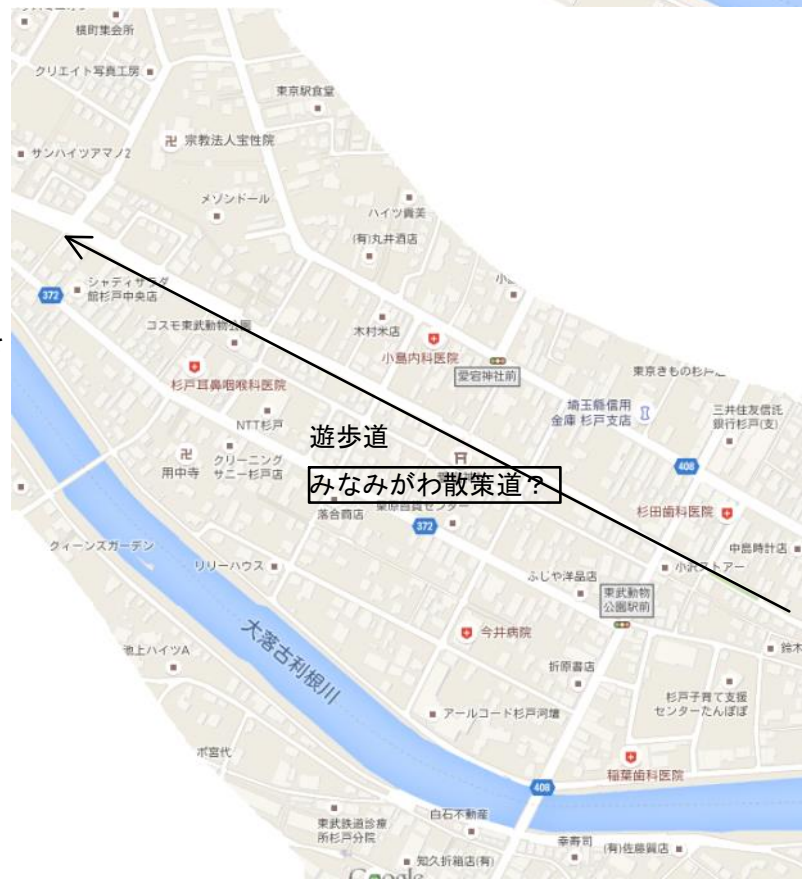 横町集会所
クリエイト写真工房
東京駅食堂
宗教法人宝性院
サンハイツアマノ2
メゾンドール
ハイツ貴美
(有)丸井酒店
シャディサラダ
館杉戸中央店
372
コスモ東武動物公園
木村米店
小島内科医院
愛宕神社前
杉戸耳鼻咽喉科医院
東京きもの杉戸
埼玉縣信用
金庫 杉戸支店
三井住友信託
銀行杉戸(支)
NTT杉戸
遊歩道
クリーニング
サニー杉戸店
用中寺
408
みなみがわ散策道?
落合商店
372
杉田歯科医院
クィーンズガーデン
中島時計店
リリーハウス
小沢ストアー
ふじや洋品店
東武動物
公園駅前
大落古利根川
今井病院
鈴木
池上ハイツA
折原書店
杉戸子育て支援
センターたんぽぽ
アールコード杉戸河壱
ボ宮代
稲葉歯科医院
408
東武鉄道診療
所杉戸分院
白石不動産
幸寿司
(有)佐藤翼店
知久折箱店(有)
Google